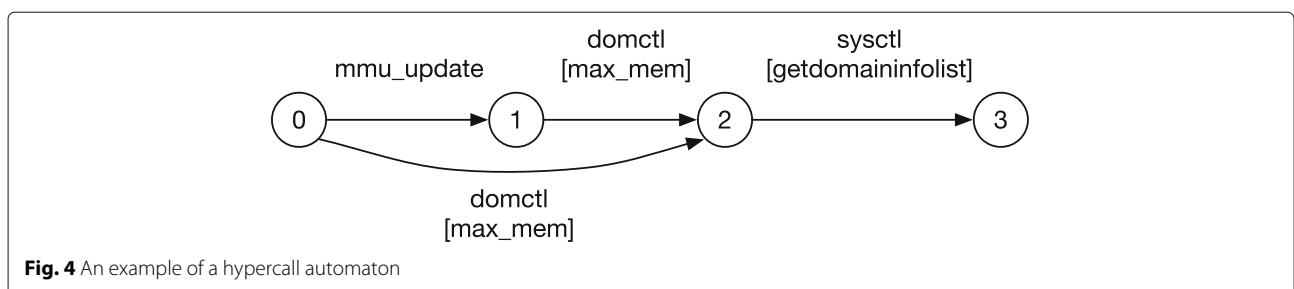 domctl
sysctl
mmu_update
[max_mem]
[getdomaininfolist]
0
1
2
3
domctl
[max_mem]
Fig. 4 An example of a hypercall automaton